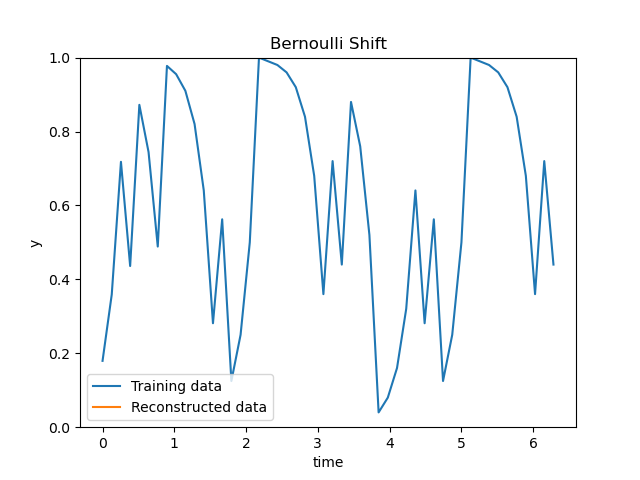 Bernoulli Shift
1.0
0.8
0.6
0.4
0.2
0.0
y
Training data
Reconstructed data
0 1 2 3 4 5 6
time